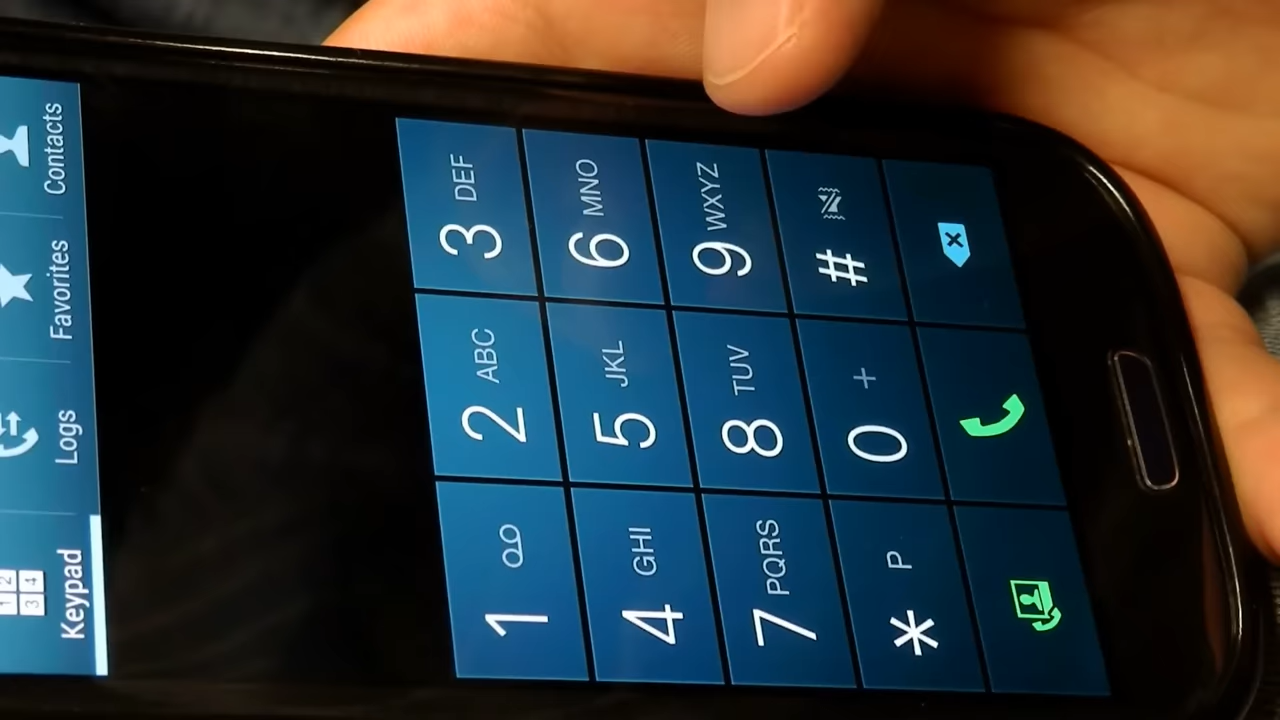 Keypad Logs Favorites Contacts
1 2 ABC 3 DEF
4 GHI 5 JKL 6 MNO
7 PQRS 8 TUV 9 WXYZ
* P 0 + #